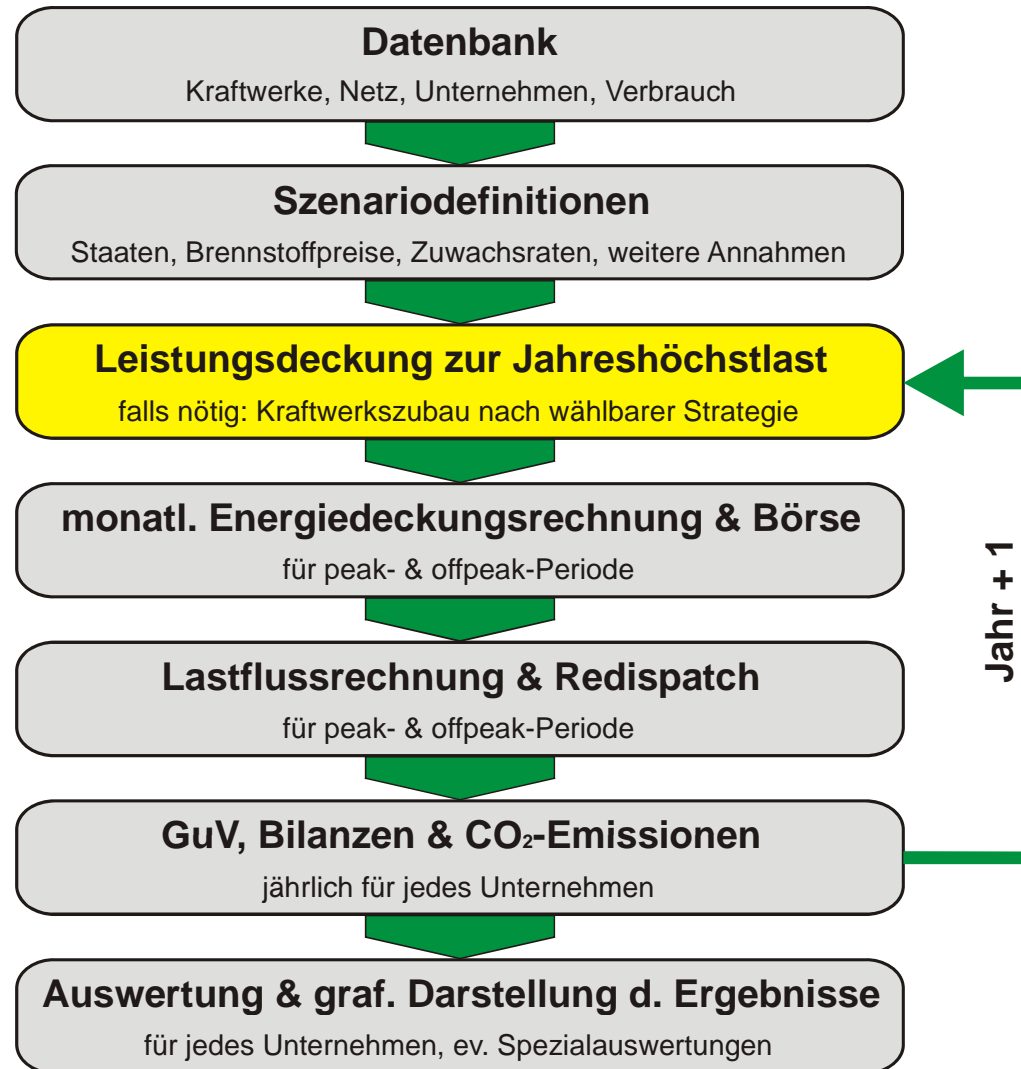 Datenbank
Kraftwerke, Netz, Unternehmen, Verbrauch
Szenariodefinitionen
Staaten, Brennstoffpreise, Zuwachsraten, weitere Annahmen
Leistungsdeckung zur Jahreshöchstlast
falls nötig: Kraftwerkszubau nach wählbarer Strategie
monatl. Energiedeckungsrechnung & Börse
für peak- & offpeak-Periode
Jahr + 1
Lastflussrechnung & Redispatch
für peak- & offpeak-Periode
GuV, Bilanzen & CO₂-Emissionen
jährlich für jedes Unternehmen
Auswertung & graf. Darstellung d. Ergebnisse
für jedes Unternehmen, ev. Spezialauswertungen